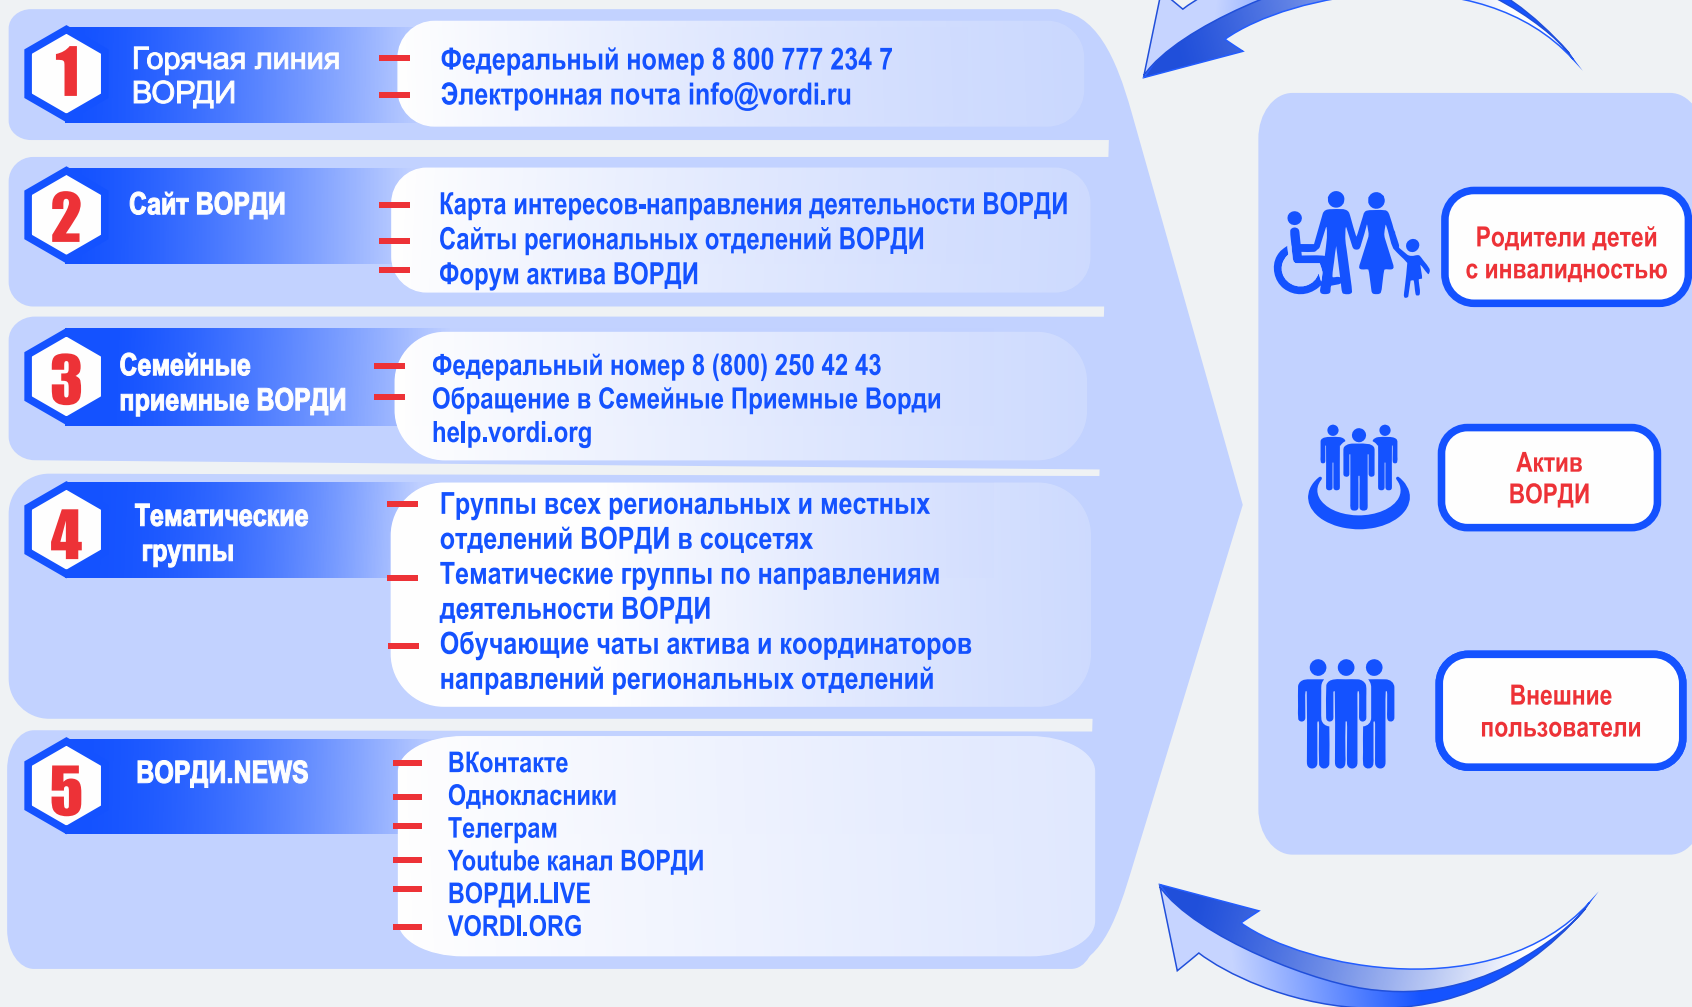 1
Горячая линия
ВОРДИ
Федеральный номер 8 800 777 234 7
Электронная почта info@vordi.ru
2
Сайт ВОРДИ
Карта интересов-направления деятельности ВОРДИ
Сайты региональных отделений ВОРДИ
Форум актива ВОРДИ
3
Семейные
приемные ВОРДИ
Федеральный номер 8 (800) 250 42 43
Обращение в Семейные Приемные Ворди
help.vordi.org
4
Тематические
группы
Группы всех региональных и местных
отделений ВОРДИ в соцсетях
Тематические группы по направлениям
деятельности ВОРДИ
Обучающие чаты актива и координаторов
направлений региональных отделений
5
ВОРДИ.NEWS
ВКонтакте
Однокласники
Телеграм
Youtube канал ВОРДИ
ВОРДИ.LIVE
VORDI.ORG
Родители детей
с инвалидностью
Актив
ВОРДИ
Внешние
пользователи